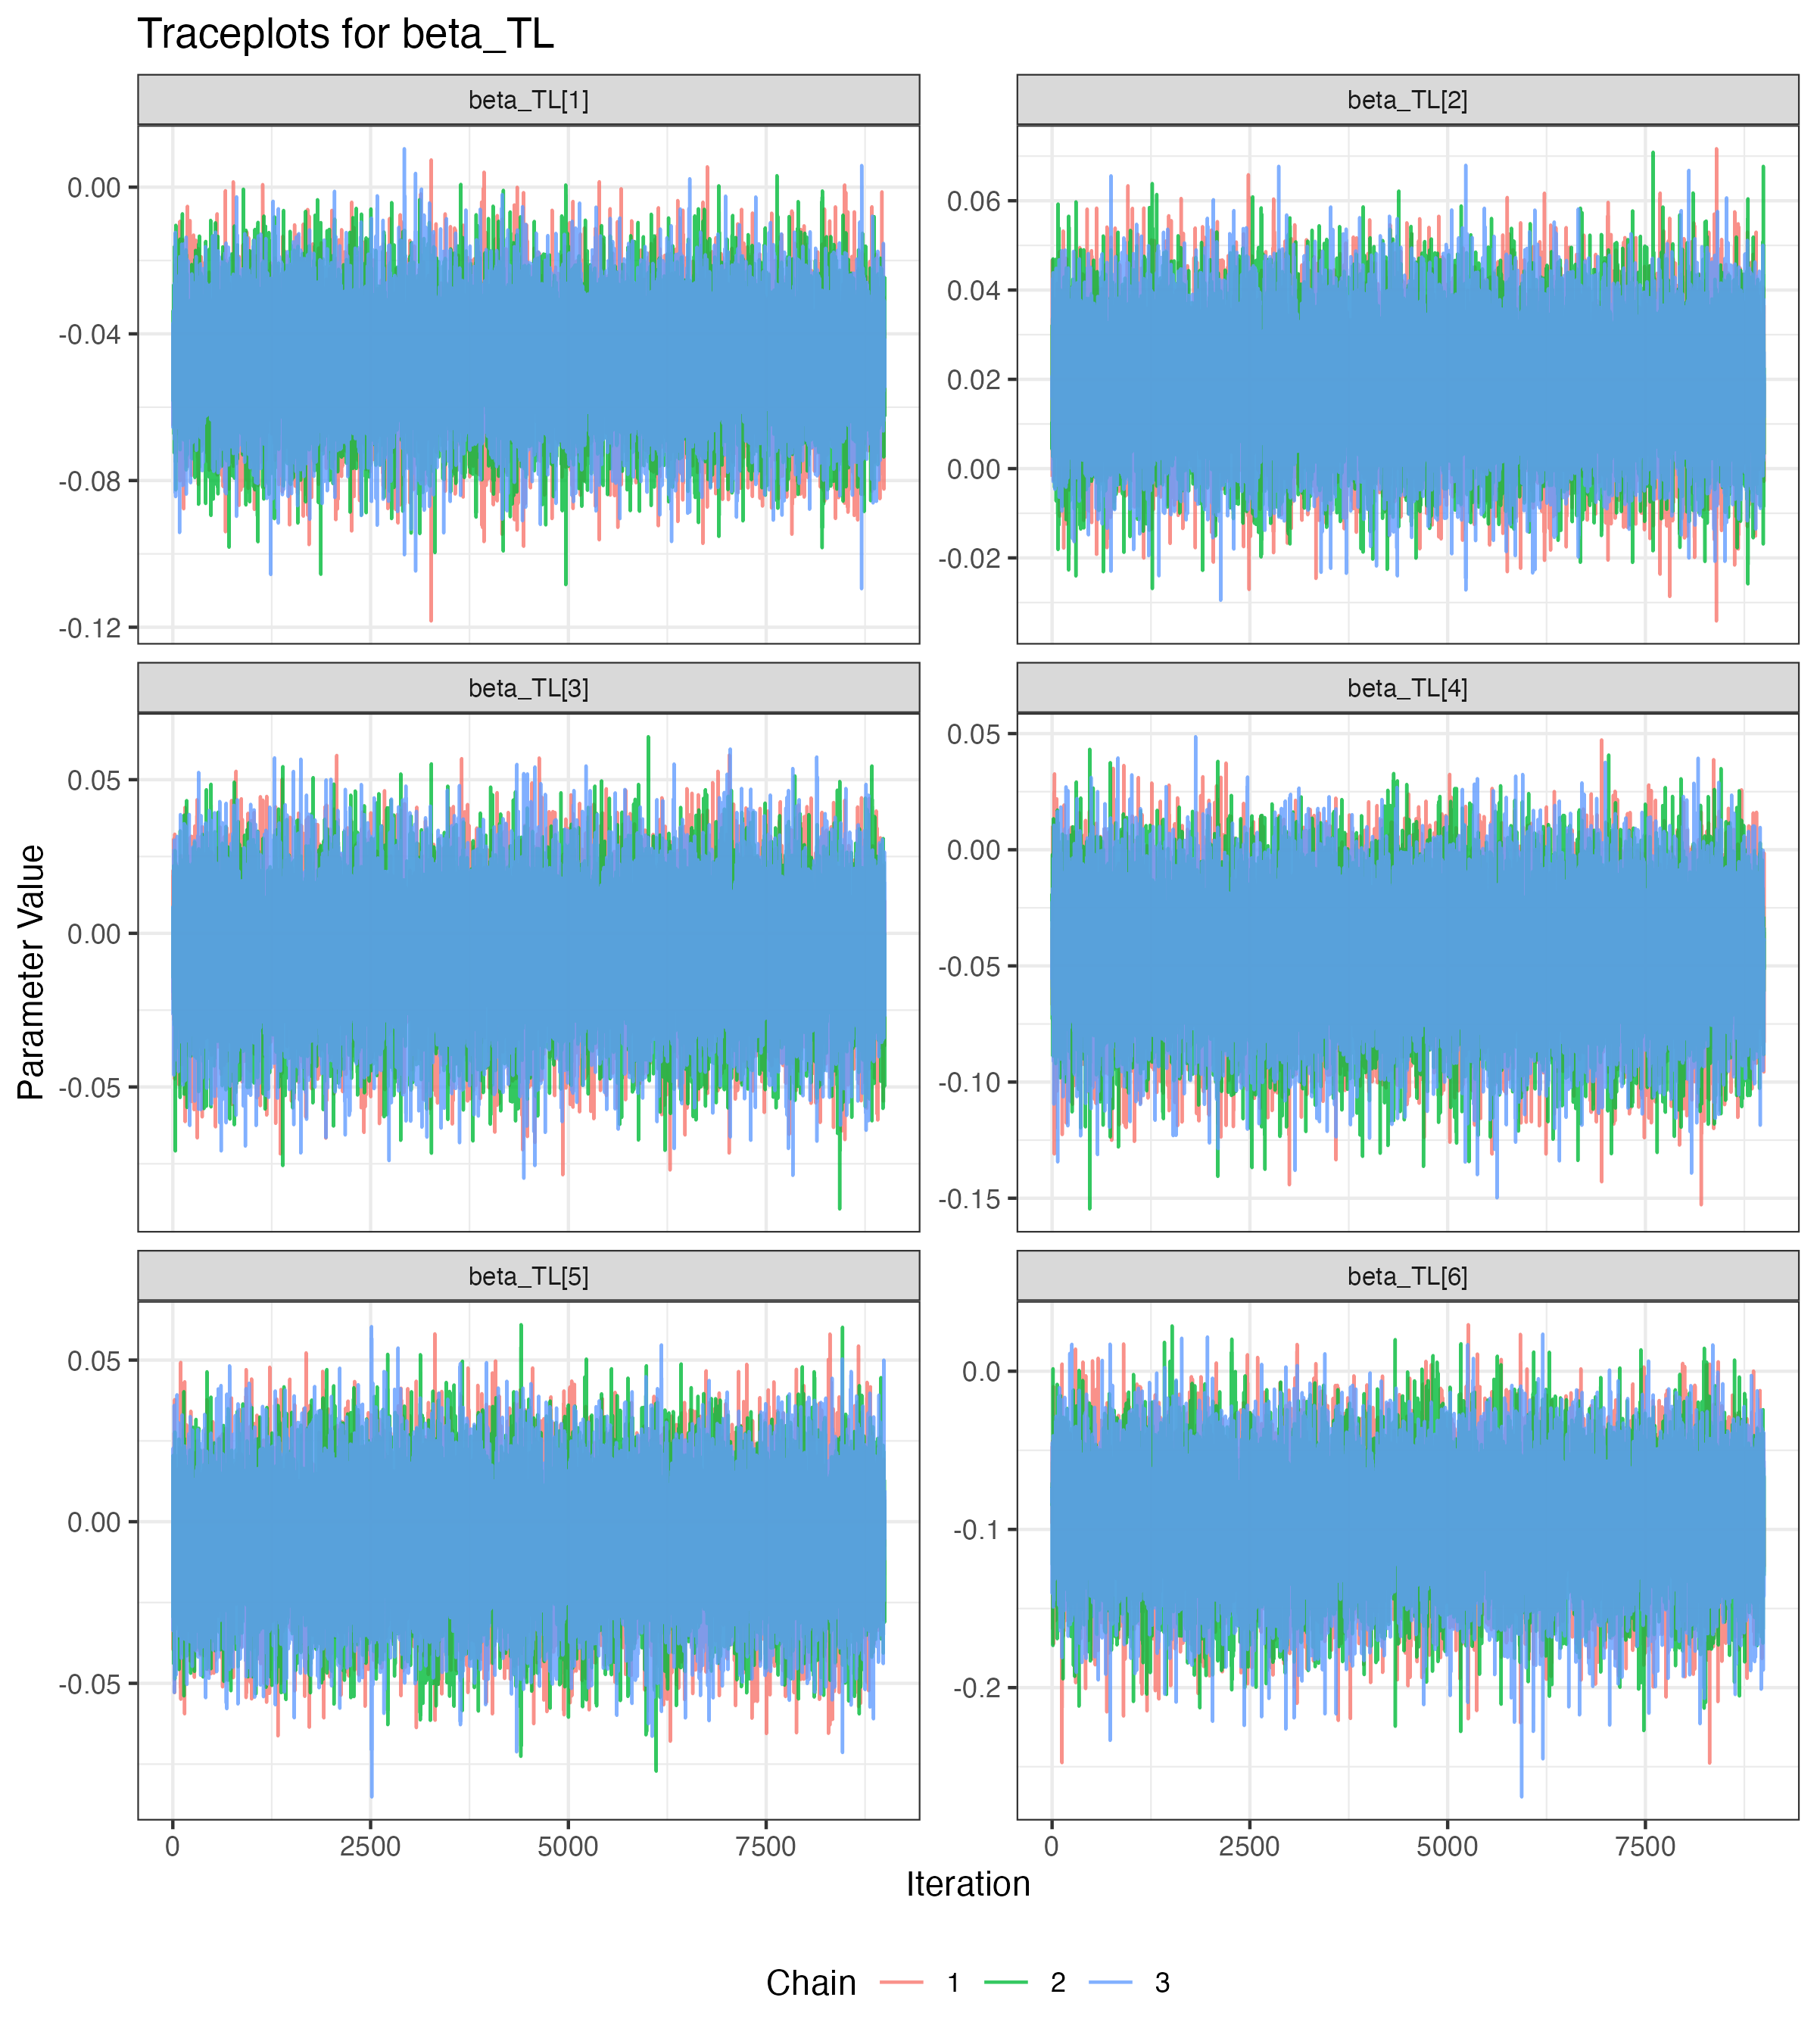 Traceplots for beta_TL
beta_TL[1]
beta_TL[2]
0.00
-0.04
-0.08
-0.12
0.06
0.04
0.02
0.00
-0.02
beta_TL[3]
beta_TL[4]
0.05
0.00
-0.05
0.05
0.00
-0.05
-0.10
-0.15
beta_TL[5]
beta_TL[6]
0.05
0.00
-0.05
0.0
-0.1
-0.2
0 2500 5000 7500
0 2500 5000 7500
Parameter Value
Iteration
Chain 1 2 3